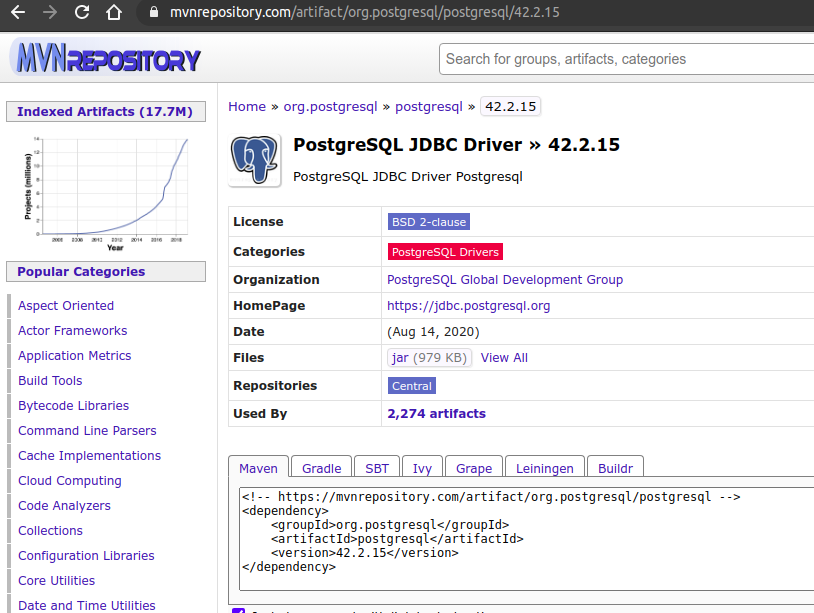 mvnrepository.com/artifact/org.postgresql/postgresql/42.2.15
MVNREPOSITORY
Search for groups, artifacts, categories
Indexed Artifacts (17.7M)
Projects (millions)
14
12
10
8
6
4
2
0
2006 2008 2010 2012 2014 2016 2018
Year
Popular Categories
Aspect Oriented
Actor Frameworks
Application Metrics
Build Tools
Bytecode Libraries
Command Line Parsers
Cache Implementations
Cloud Computing
Code Analyzers
Collections
Configuration Libraries
Core Utilities
Date and Time Utilities
Home » org.postgresql » postgresql » 42.2.15
PostgreSQL JDBC Driver » 42.2.15
PostgreSQL JDBC Driver Postgresql
License BSD 2-clause
Categories PostgreSQL Drivers
Organization PostgreSQL Global Development Group
HomePage https://jdbc.postgresql.org
Date (Aug 14, 2020)
Files jar (979 KB) View All
Repositories Central
Used By 2,274 artifacts
Maven Gradle SBT Ivy Grape Leiningen Buildr
<!-- https://mvnrepository.com/artifact/org.postgresql/postgresql -->
<dependency>
    <groupId>org.postgresql</groupId>
    <artifactId>postgresql</artifactId>
    <version>42.2.15</version>
</dependency>